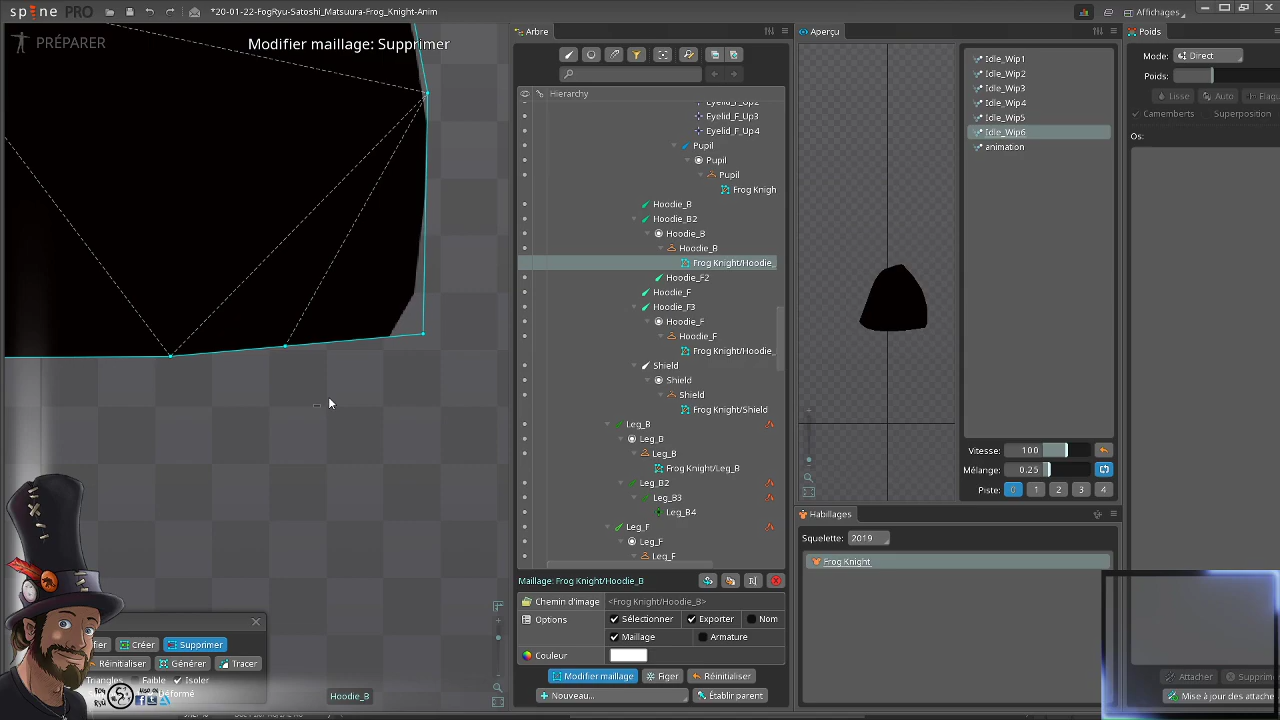 spine PRO
*20-01-22-FogRyu-Satoshi_Matsuura-Frog_Knight-Anim
Affichages
PRÉPARER
Modifier maillage: Supprimer
Arbre
Hierarchy
Eyelid_F_Up2
Eyelid_F_Up3
Eyelid_F_Up4
Pupil
Pupil
Pupil
Frog Knigh
Hoodie_B
Hoodie_B2
Hoodie_B
Hoodie_B
Frog Knight/Hoodie_
Hoodie_F2
Hoodie_F
Hoodie_F3
Hoodie_F
Hoodie_F
Frog Knight/Hoodie_
Shield
Shield
Shield
Frog Knight/Shield
Leg_B
Leg_B
Leg_B
Frog Knight/Leg_B
Leg_B2
Leg_B3
Leg_B4
Leg_F
Leg_F
Leg_F
Maillage: Frog Knight/Hoodie_B
Chemin d'image
<Frog Knight/Hoodie_B>
Options
Sélectionner
Exporter
Nom
Maillage
Armature
Couleur
Modifier maillage
Figer
Réinitialiser
Nouveau...
Établir parent
Aperçu
Idle_Wip1
Idle_Wip2
Idle_Wip3
Idle_Wip4
Idle_Wip5
Idle_Wip6
animation
Vitesse:
100
Mélange:
0.25
Piste:
0
1
2
3
4
Habillages
Squelette:
2019
Frog Knight
Poids
Mode:
Direct
Poids:
Lisse
Auto
Élagu
Camemberts
Superposition
Os:
Attacher
Supprime
Mise à jour des attache
Créer
Supprimer
Réinitialiser
Générer
Tracer
Triangles
Faible
Isoler
Déformé
Hoodie_B